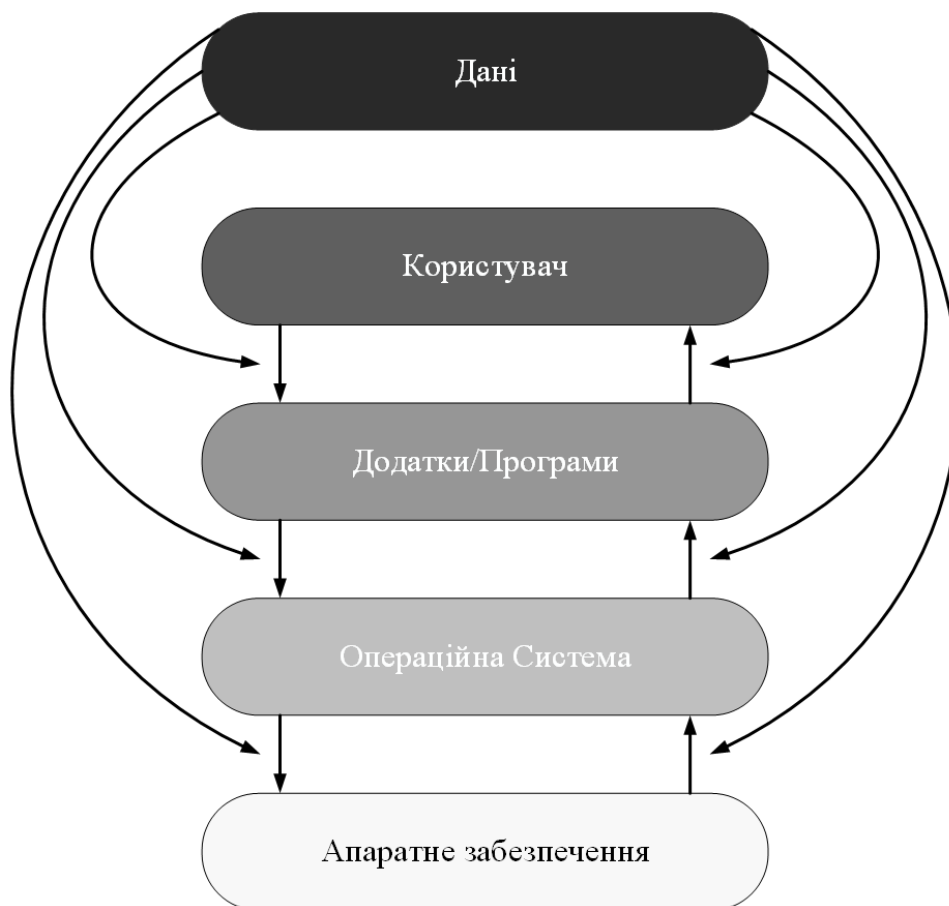 Дані
Користувач
Додатки/Програми
Операційна Система
Апаратне забезпечення